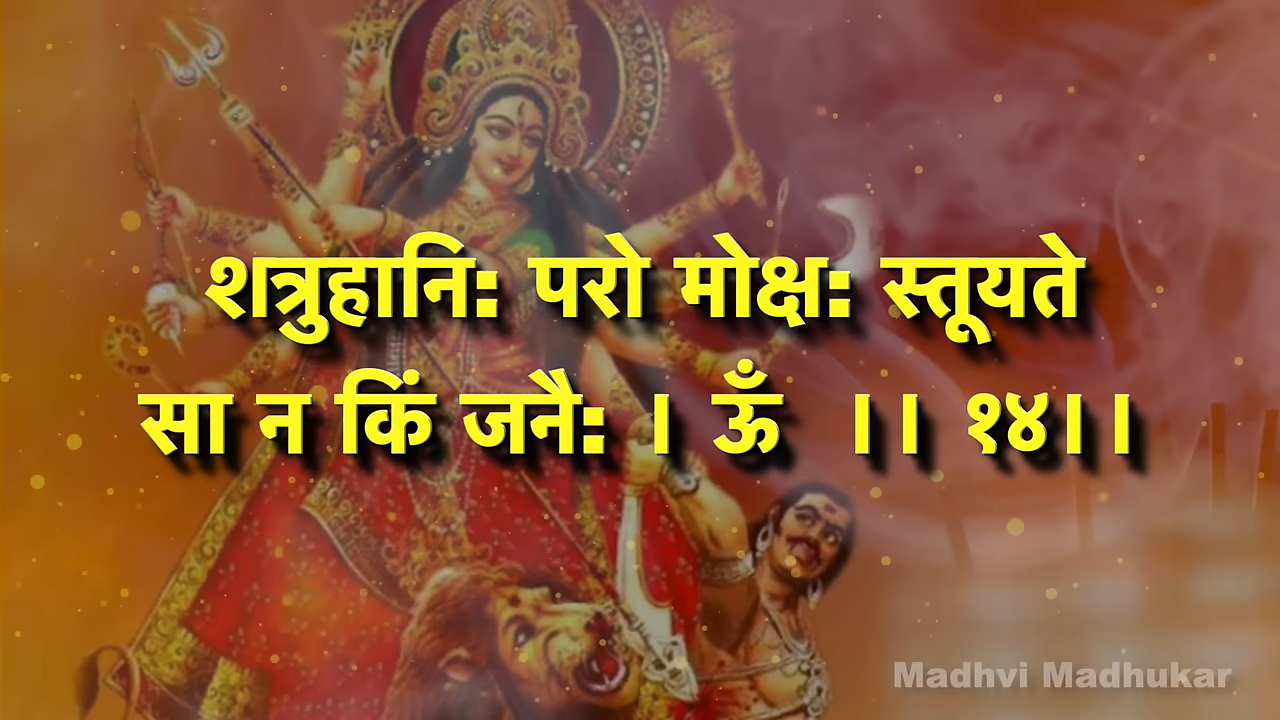 शत्रुहानि: परो मोक्ष: स्तूयते
सा न किं जनै: । ऊँ ।। १४।।
Madhvi Madhukar